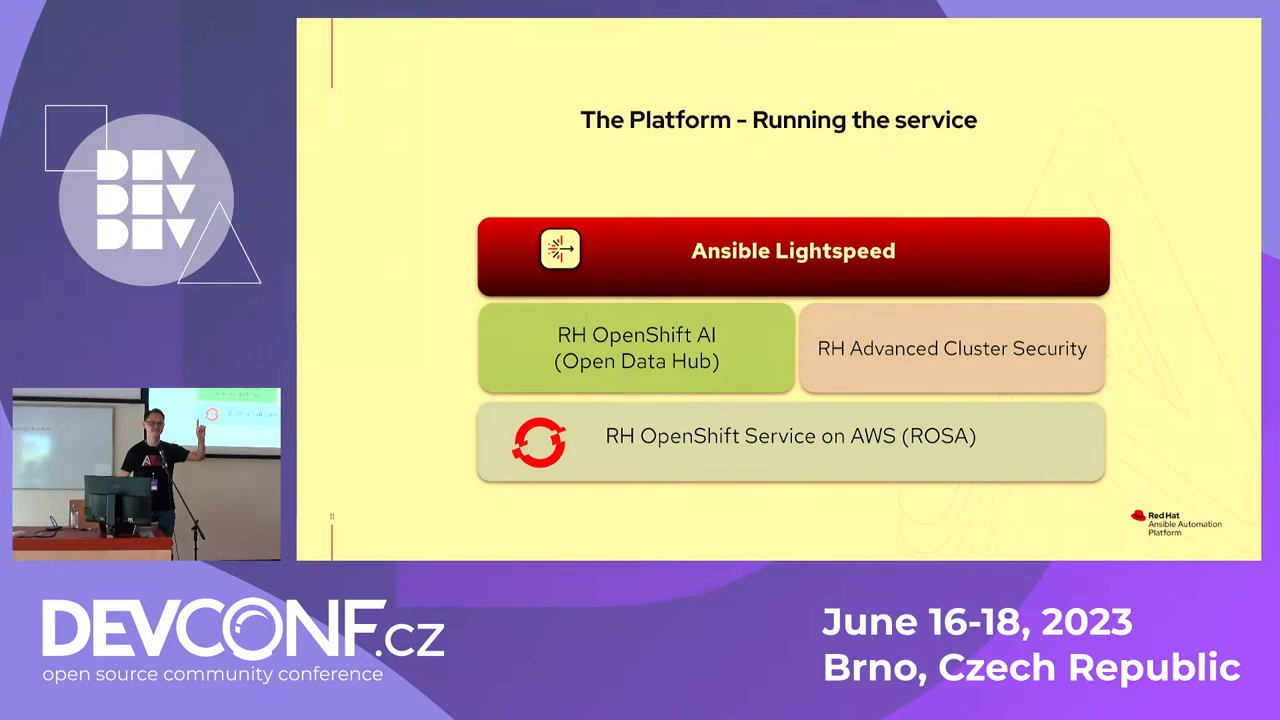 DEV
DEV
DEV
The Platform - Running the service
Ansible Lightspeed
RH OpenShift AI
(Open Data Hub)
RH Advanced Cluster Security
RH OpenShift Service on AWS (ROSA)
11
Red Hat
Ansible Automation
Platform
DEVCONF.cz
open source community conference
June 16-18, 2023
Brno, Czech Republic